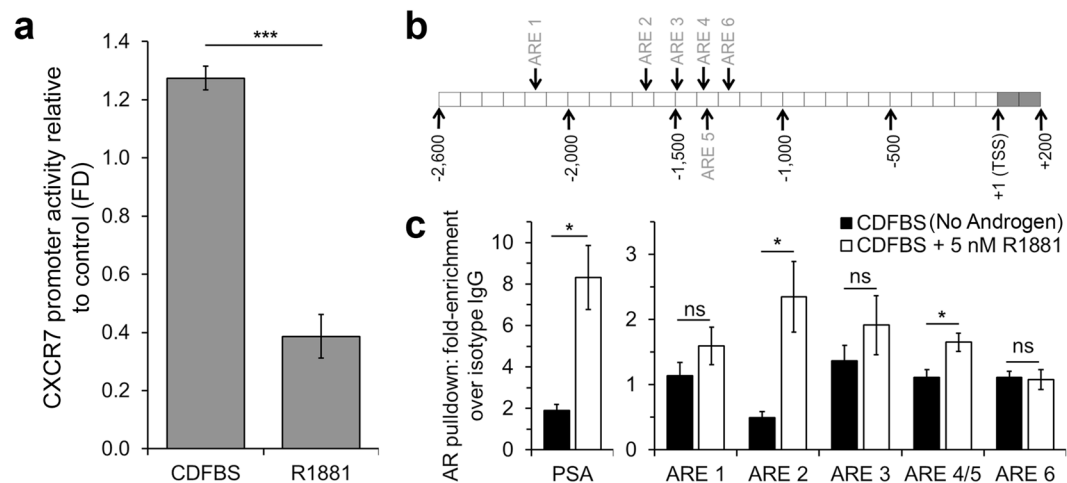 a
CXCR7 promoter activity relative
to control (FD)
1.4
1.2
1.0
0.8
0.6
0.4
0.2
0.0
***
CDFBS R1881
b
ARE 1 ARE 2 ARE 3 ARE 4 ARE 6
-2,600 -2,000 -1,500 ARE 5 -1,000 -500 +1 (TSS) +200
c
AR pulldown: fold-enrichment
over isotype IgG
10
8
6
4
2
0
*
PSA
3
2
1
0
CDFBS (No Androgen)
CDFBS + 5 nM R1881
ns * ns * ns
ARE 1 ARE 2 ARE 3 ARE 4/5 ARE 6